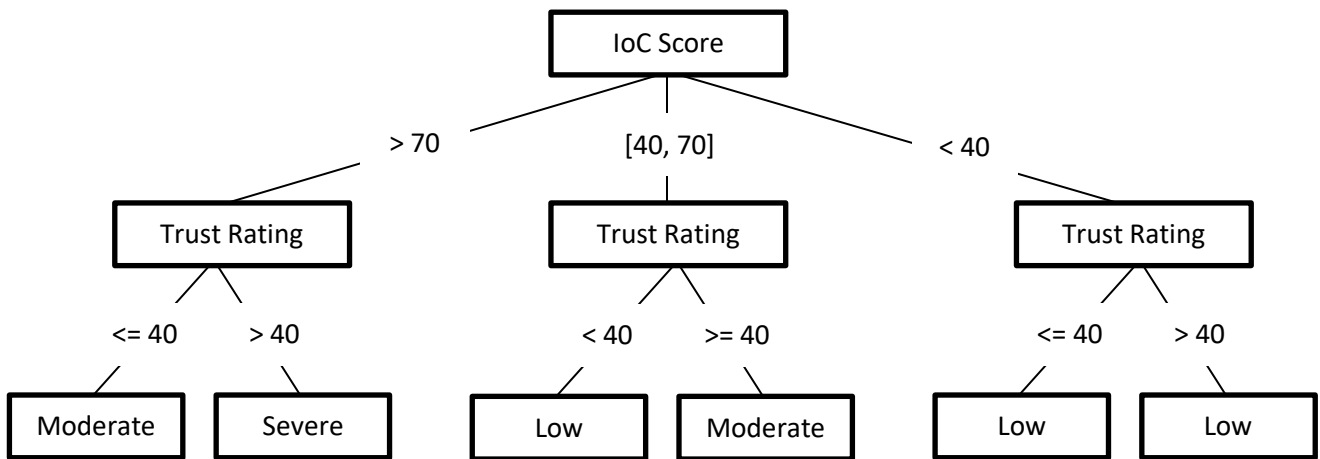 IoC Score
> 70
[40, 70]
< 40
Trust Rating
Trust Rating
Trust Rating
<= 40
> 40
< 40
>= 40
<= 40
> 40
Moderate
Severe
Low
Moderate
Low
Low